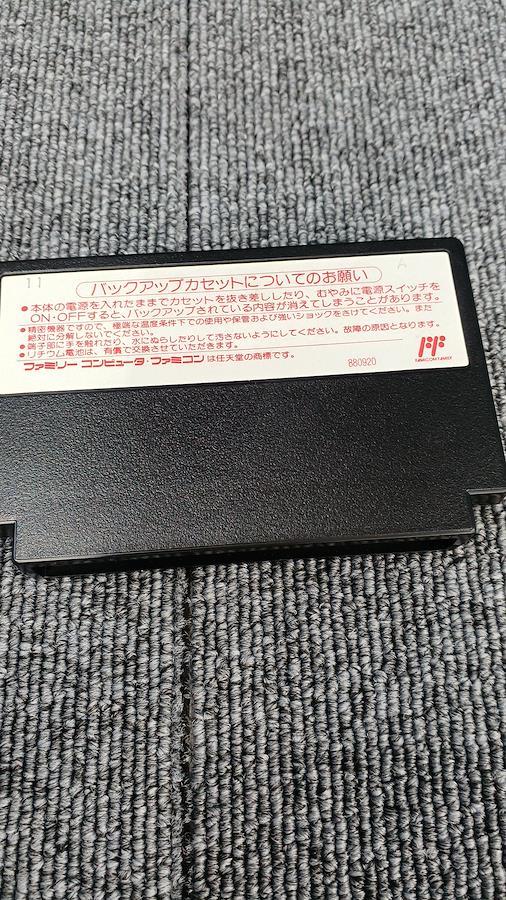 11
A
バックアップカセットについてのお願い
●本体の電源を入れたままでカセットを抜き差ししたり、むやみに電源スイッチを
ON・OFFすると、バックアップされている内容が消えてしまうことがあります。
●精密機器ですので、極端な温度条件下での使用や保管および強いショックをさけてください。また
絶対に分解しないでください。
●端子部に手を触れたり、水にぬらしたりして汚さないようにしてください。故障の原因となります。
●リチウム電池は、有償で交換させていただきます。
ファミリーコンピュータ・ファミコンは任天堂の商標です。
880920
FAMICOM FAMILY